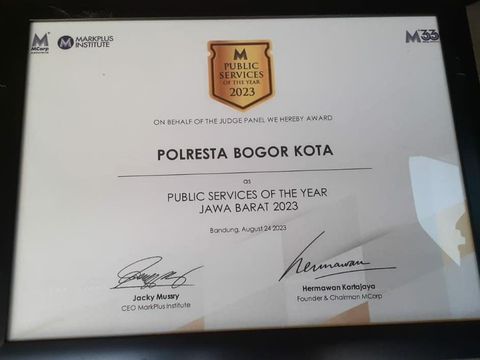 MCorp
MARKPLUS
INSTITUTE
M33
M
PUBLIC
SERVICES
OF THE YEAR
2023
ON BEHALF OF THE JUDGE PANEL WE HEREBY AWARD
POLRESTA BOGOR KOTA
as
PUBLIC SERVICES OF THE YEAR
JAWA BARAT 2023
Bandung, August 24 2023
Hermawan
Jacky Mussry
CEO MarkPlus Institute
Hermawan Kartajaya
Founder & Chairman MCorp